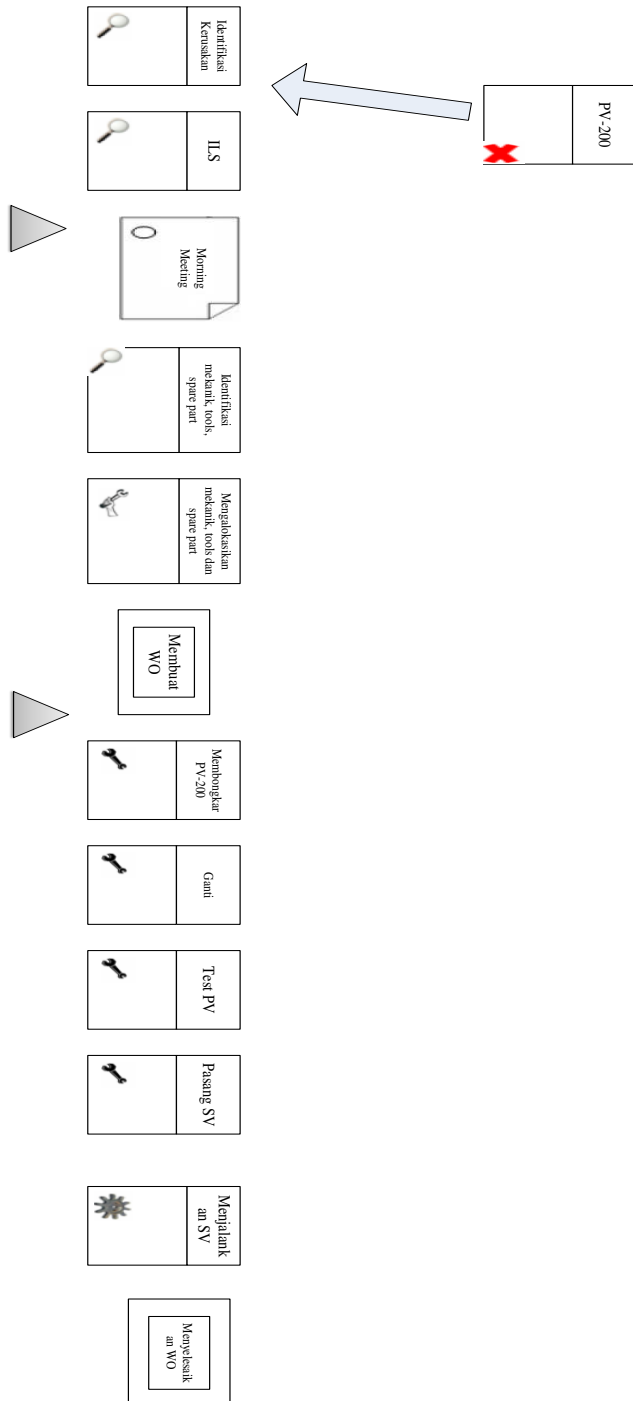 PV-200
Identifikasi
Kerusakan
ILS
Morning
Meeting
Identifikasi
mekanik, tools,
spare part
Mengalokasikan
mekanik, tools dan
spare part
Membuat
WO
Membongkar
PV-200
Ganti
Test PV
Pasang SV
Menjalank
an SV
Menyelesaik
an WO